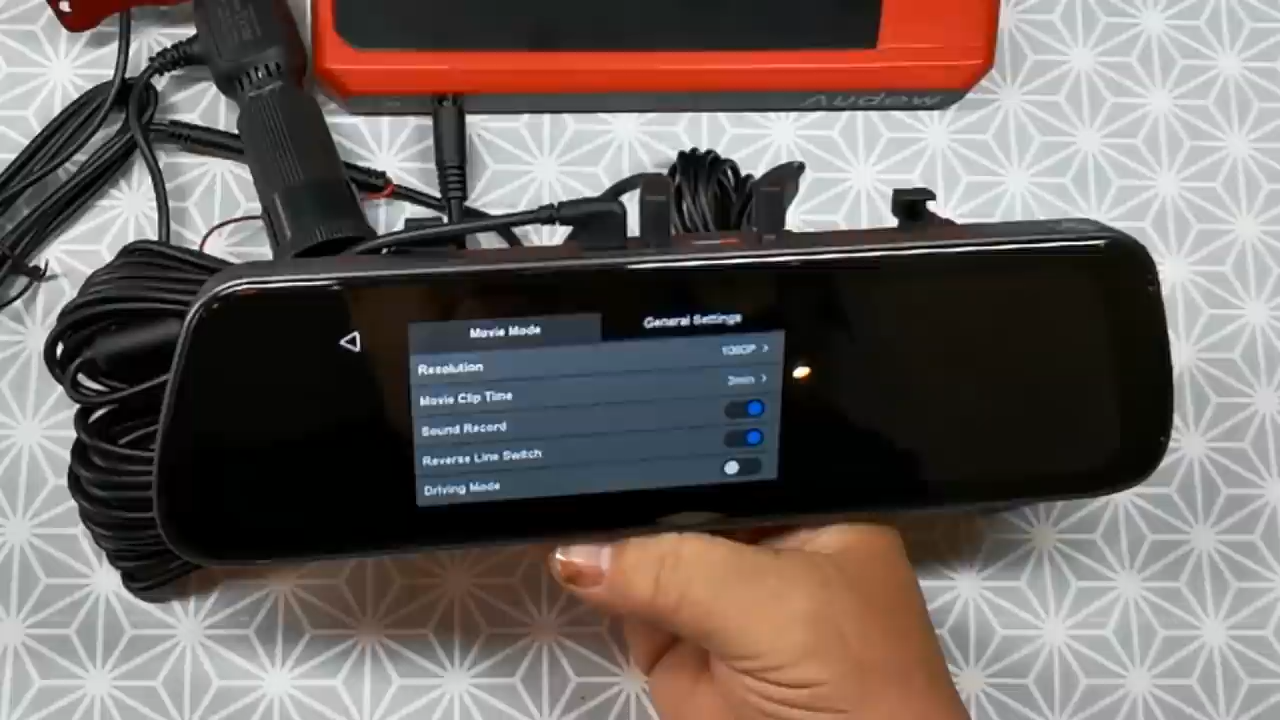 Audew
Movie Mode
General Settings
Resolution
1080P
Movie Clip Time
3min
Sound Record
Reverse Line Switch
Driving Mode